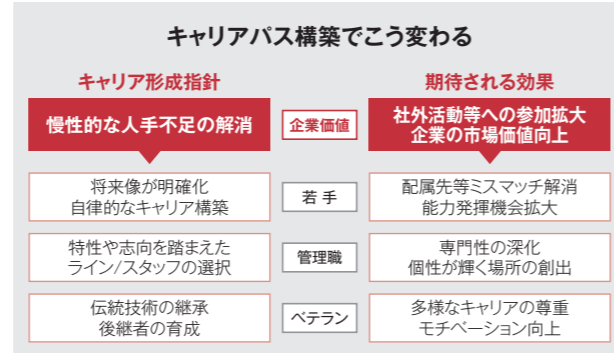 キャリアパス構築でこう変わる
キャリア形成指針
期待される効果
慢性的な人手不足の解消
企業価値
社外活動等への参加拡大
企業の市場価値向上
将来像が明確化
自律的なキャリア構築
若手
配属先等ミスマッチ解消
能力発揮機会拡大
特性や志向を踏まえた
ライン/スタッフの選択
管理職
専門性の深化
個性が輝く場所の創出
伝統技術の継承
後継者の育成
ベテラン
多様なキャリアの尊重
モチベーション向上